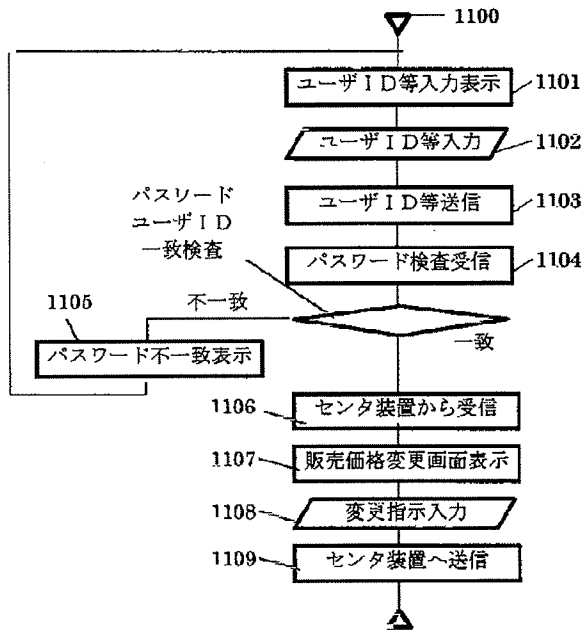 1100
ユーザID等入力表示
1101
ユーザID等入力
1102
ユーザID等送信
1103
パスワード検査受信
1104
パスワード
ユーザID
一致検査
不一致
一致
1105
パスワード不一致表示
1106
センタ装置から受信
1107
販売価格変更画面表示
1108
変更指示入力
1109
センタ装置へ送信